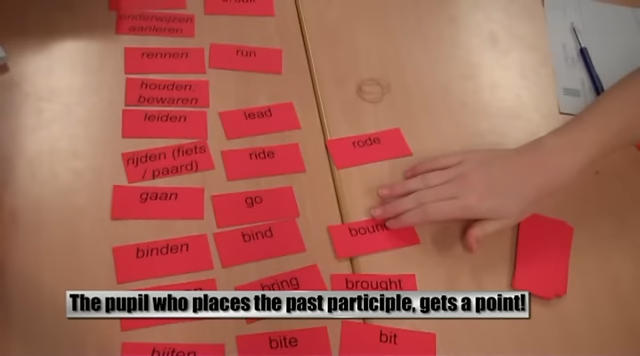 onderwijzen
aanleren
rennen
run
houden,
bewaren
leiden
lead
rijden (fiets
/ paard)
ride
rode
gaan
go
binden
bind
bring
brought
bijten
bite
bit
The pupil who places the past participle, gets a point!